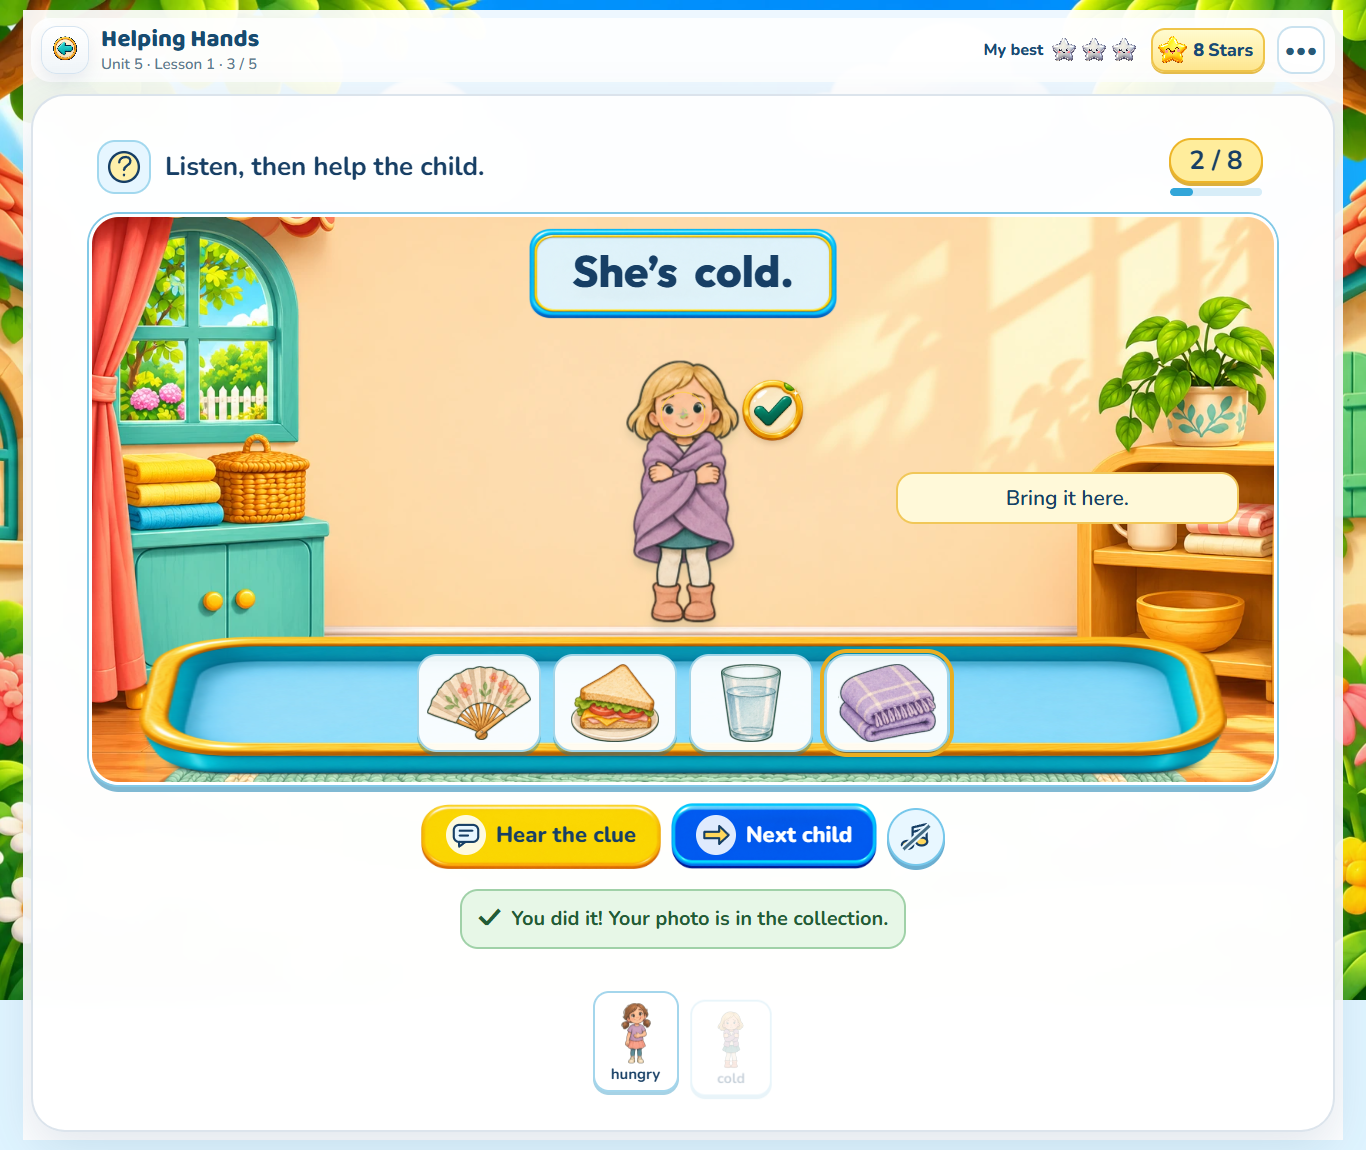 Helping Hands
Unit 5 · Lesson 1 · 3 / 5
My best
8 Stars
Listen, then help the child.
2 / 8
She's cold.
Bring it here.
Hear the clue
Next child
You did it! Your photo is in the collection.
hungry
cold